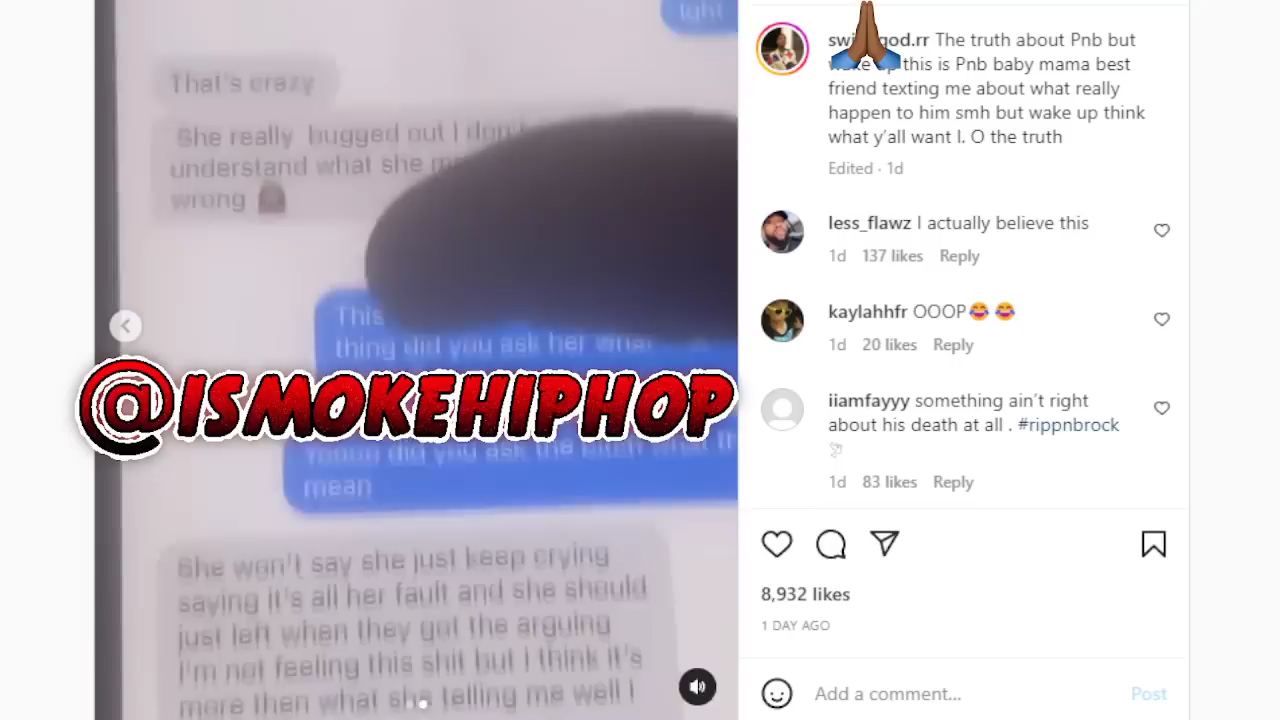 Ight
That's crazy
She really bugged out I don't
understand what she
wrong
This
thing did you ask her what
@ISMOKEHIPHOP
did you ask the bitch what
mean
She won't say she just keep crying
saying it's all her fault and she should
just left when they got the arguing
I'm not feeling this shit but i think it's
more then what she telling me well I
The truth about Pnb but
this is Pnb baby mama best
friend texting me about what really
happen to him smh but wake up think
what y'all want l. O the truth
Edited · 1d
less_flawz I actually believe this
1d 137 likes Reply
kaylahhfr OOOP😂 😂
1d 20 likes Reply
iiamfayyy something ain't right
about his death at all . #rippnbrock
🕊
1d 83 likes Reply
8,932 likes
1 DAY AGO
Add a comment... Post